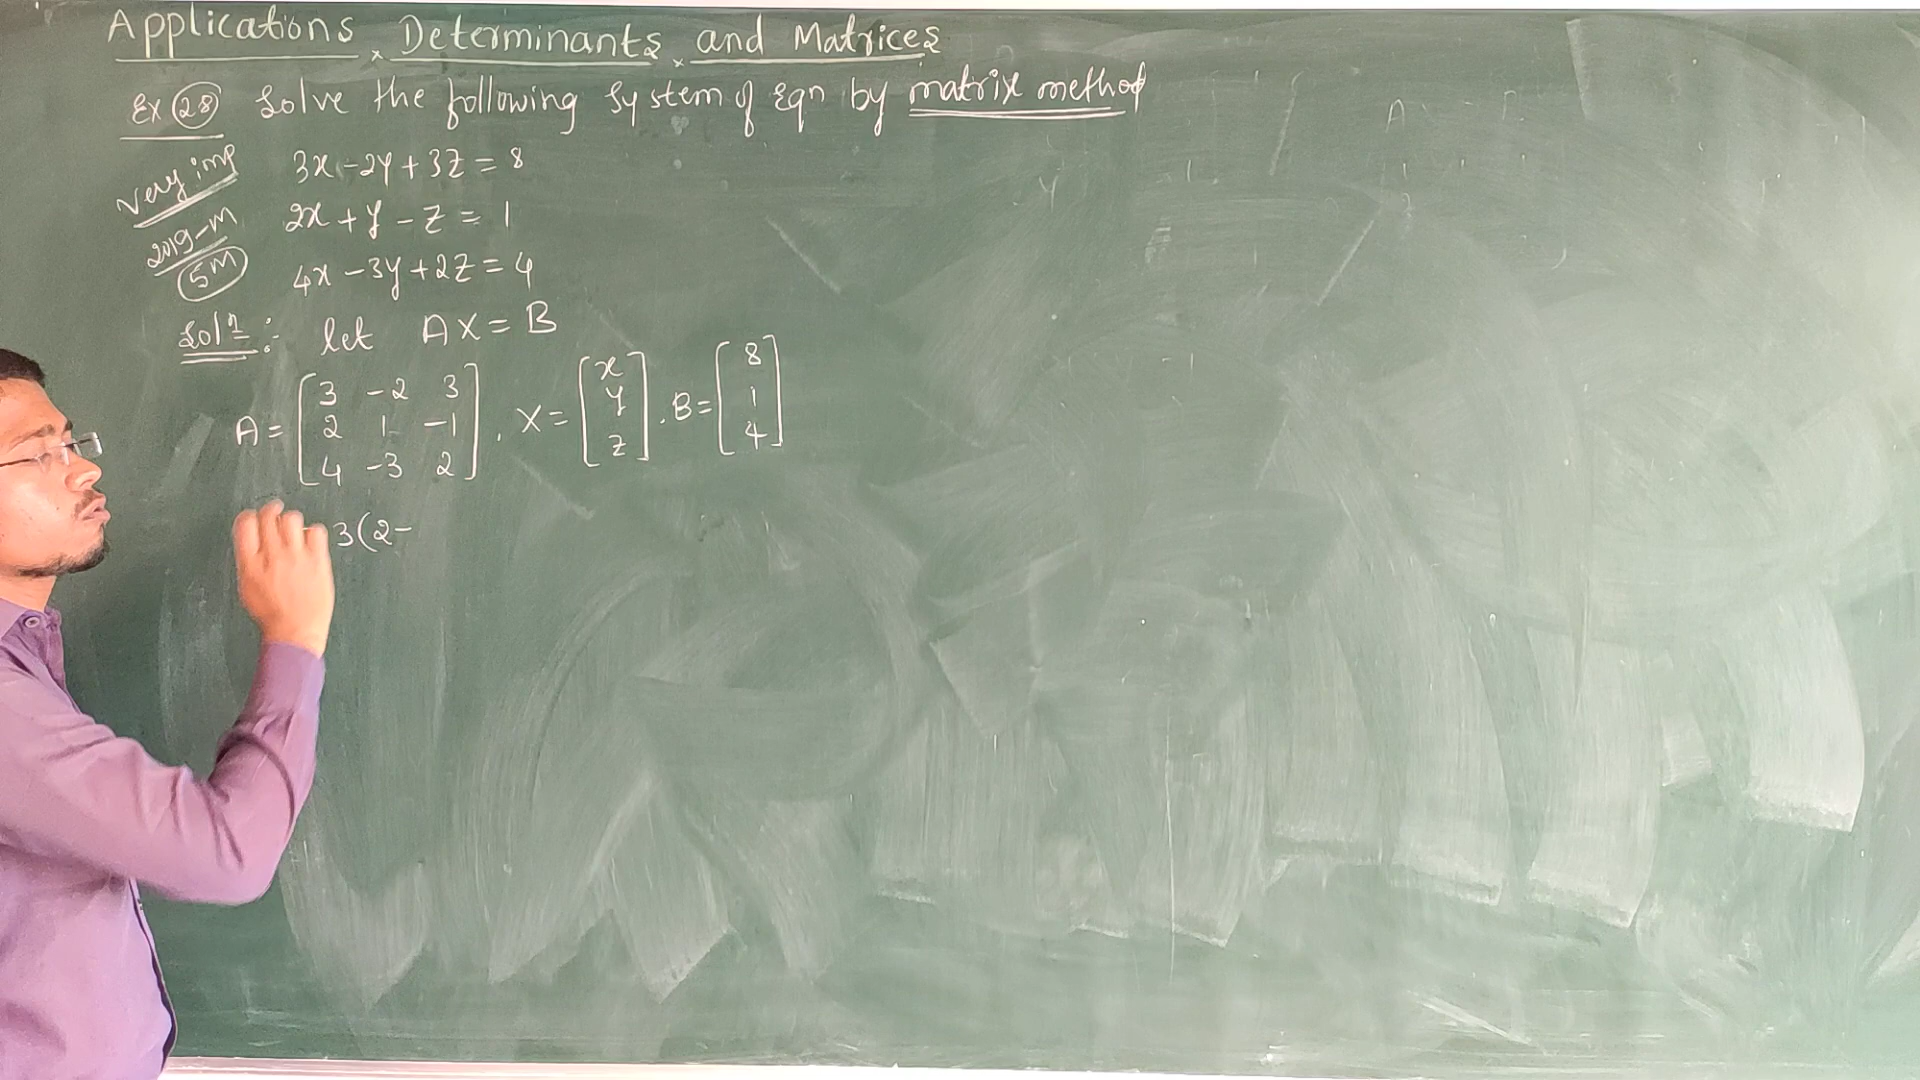 Applications Determinants and Matrices
Ex 28 Solve the following System of Eqn by matrix method
Very imp
2019-M
5M
3x-2y+3z=8
2x+y-z=1
4x-3y+2z=4
Soln:- let AX=B
A=[3 -2 3
2 1 -1
4 -3 2], X=[x
y
z], B=[8
1
4]
3(2-